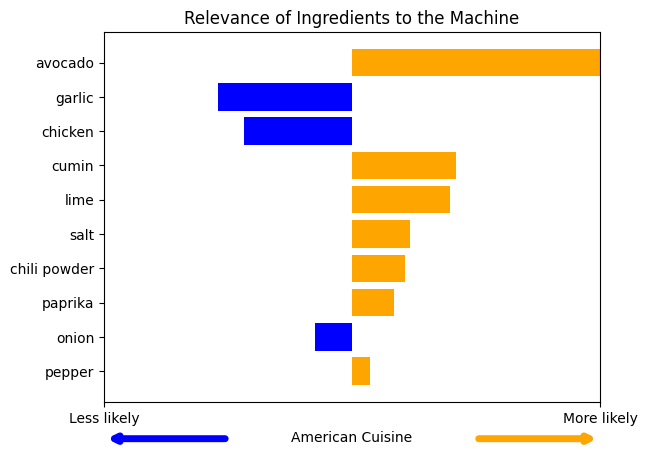 Relevance of Ingredients to the Machine
avocado
garlic
chicken
cumin
lime
salt
chili powder
paprika
onion
pepper
Less likely
More likely
American Cuisine